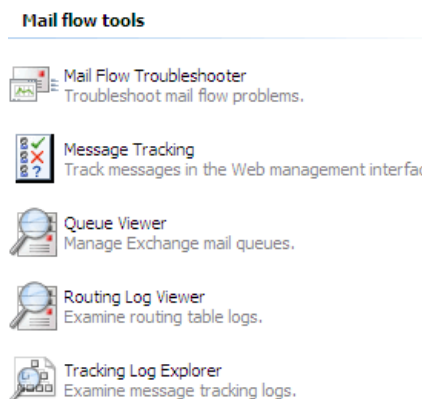 Mail flow tools
Mail Flow Troubleshooter
Troubleshoot mail flow problems.
Message Tracking
Track messages in the Web management interfac
Queue Viewer
Manage Exchange mail queues.
Routing Log Viewer
Examine routing table logs.
Tracking Log Explorer
Examine message tracking logs.